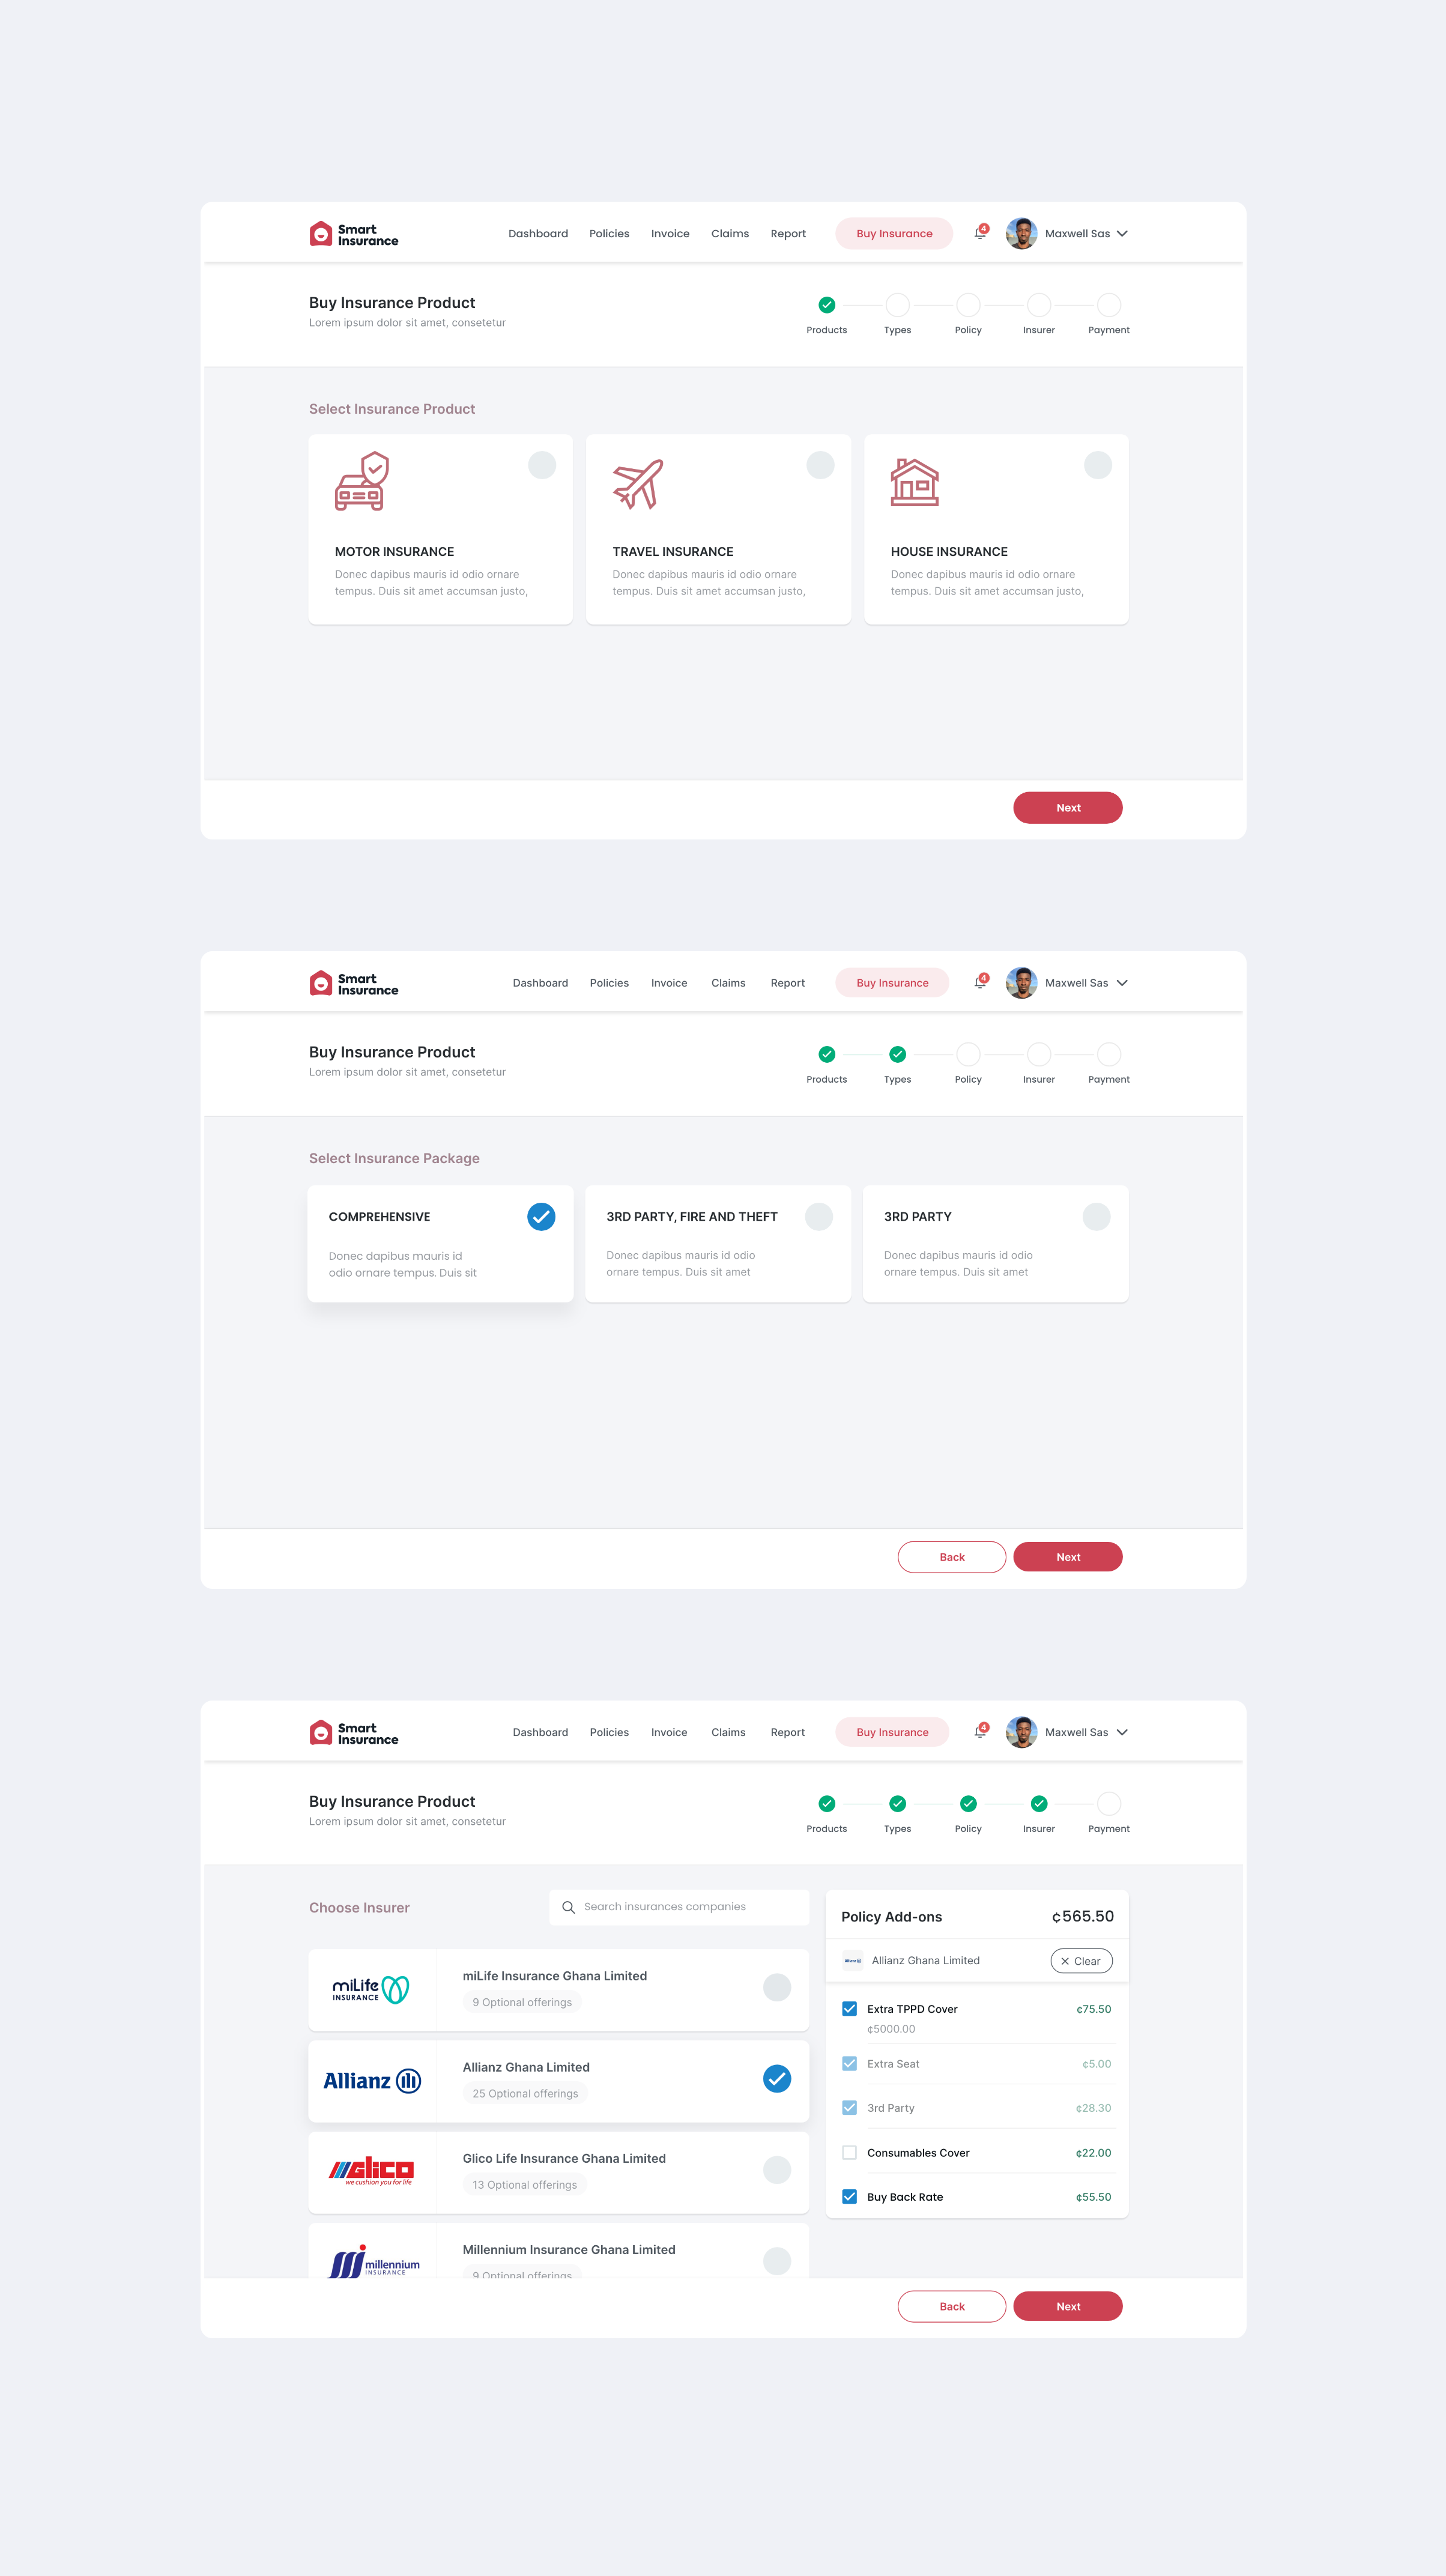 Smart
Insurance
Dashboard
Policies
Invoice
Claims
Report
Buy Insurance
4
Maxwell Sas
Buy Insurance Product
Lorem ipsum dolor sit amet, consetetur
Products
Types
Policy
Insurer
Payment
Select Insurance Product
MOTOR INSURANCE
Donec dapibus mauris id odio ornare
tempus. Duis sit amet accumsan justo,
TRAVEL INSURANCE
Donec dapibus mauris id odio ornare
tempus. Duis sit amet accumsan justo,
HOUSE INSURANCE
Donec dapibus mauris id odio ornare
tempus. Duis sit amet accumsan justo,
Next
Smart
Insurance
Dashboard
Policies
Invoice
Claims
Report
Buy Insurance
4
Maxwell Sas
Buy Insurance Product
Lorem ipsum dolor sit amet, consetetur
Products
Types
Policy
Insurer
Payment
Select Insurance Package
COMPREHENSIVE
Donec dapibus mauris id
odio ornare tempus. Duis sit
3RD PARTY, FIRE AND THEFT
Donec dapibus mauris id odio
ornare tempus. Duis sit amet
3RD PARTY
Donec dapibus mauris id odio
ornare tempus. Duis sit amet
Back
Next
Smart
Insurance
Dashboard
Policies
Invoice
Claims
Report
Buy Insurance
4
Maxwell Sas
Buy Insurance Product
Lorem ipsum dolor sit amet, consetetur
Products
Types
Policy
Insurer
Payment
Choose Insurer
Search insurances companies
miLife
INSURANCE
miLife Insurance Ghana Limited
9 Optional offerings
Allianz
Allianz Ghana Limited
25 Optional offerings
Glico
we cushion you for life
Glico Life Insurance Ghana Limited
13 Optional offerings
millennium
INSURANCE
Millennium Insurance Ghana Limited
9 Optional offerings
Policy Add-ons
¢565.50
Allianz
Allianz Ghana Limited
Clear
Extra TPPD Cover
¢75.50
¢5000.00
Extra Seat
¢5.00
3rd Party
¢28.30
Consumables Cover
¢22.00
Buy Back Rate
¢55.50
Back
Next